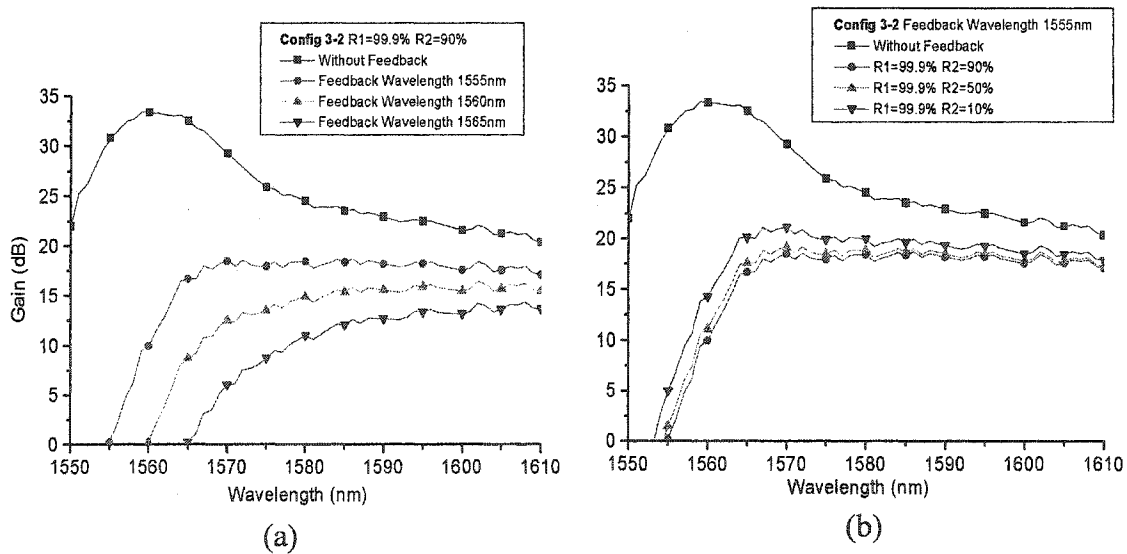 Config 3-2 R1=99.9% R2=90%
Without Feedback
Feedback Wavelength 1555nm
Feedback Wavelength 1560nm
Feedback Wavelength 1565nm
35
30
25
20
15
10
5
0
Gain (dB)
1550
1560
1570
1580
1590
1600
1610
Wavelength (nm)
(a)
Config 3-2 Feedback Wavelength 1555nm
Without Feedback
R1=99.9% R2=90%
R1=99.9% R2=50%
R1=99.9% R2=10%
35
30
25
20
15
10
5
0
1550
1560
1570
1580
1590
1600
1610
Wavelength (nm)
(b)